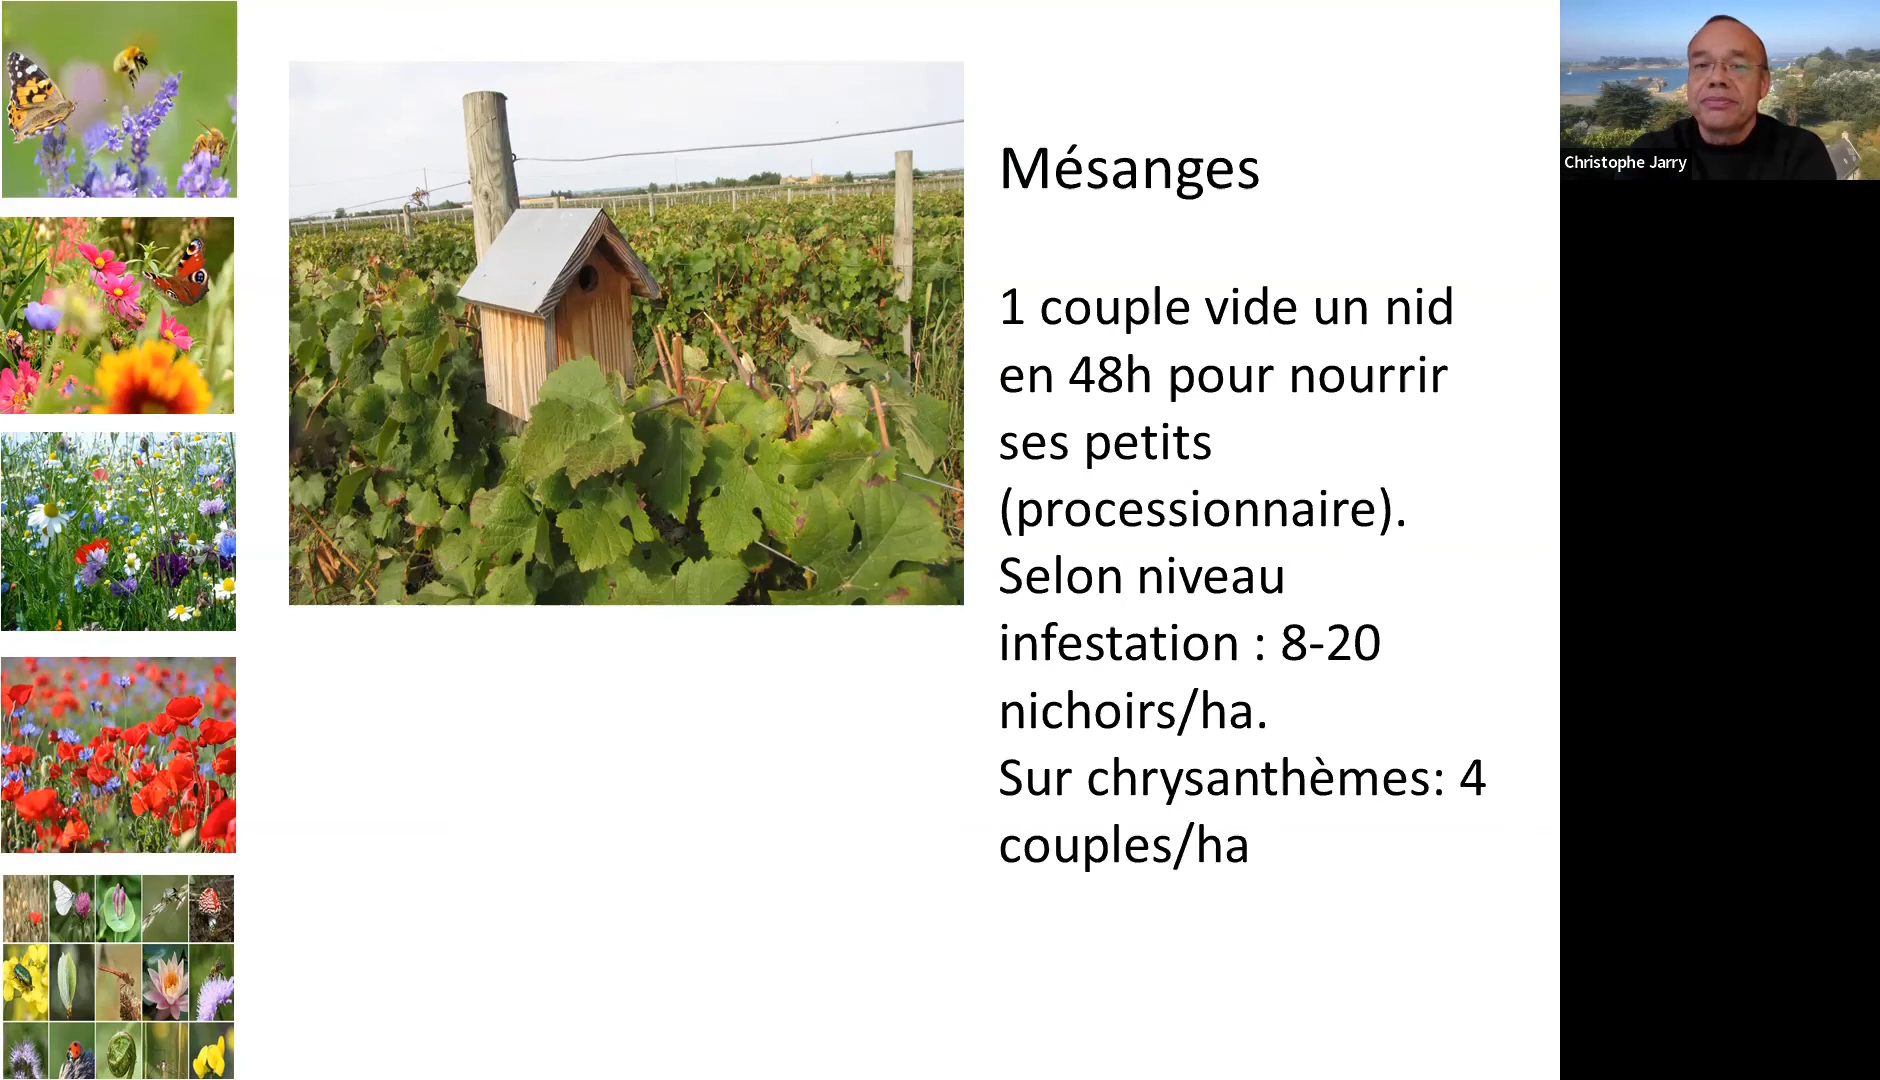 Mésanges
1 couple vide un nid
en 48h pour nourrir
ses petits
(processionnaire).
Selon niveau
infestation : 8-20
nichoirs/ha.
Sur chrysanthèmes: 4
couples/ha
Christophe Jarry